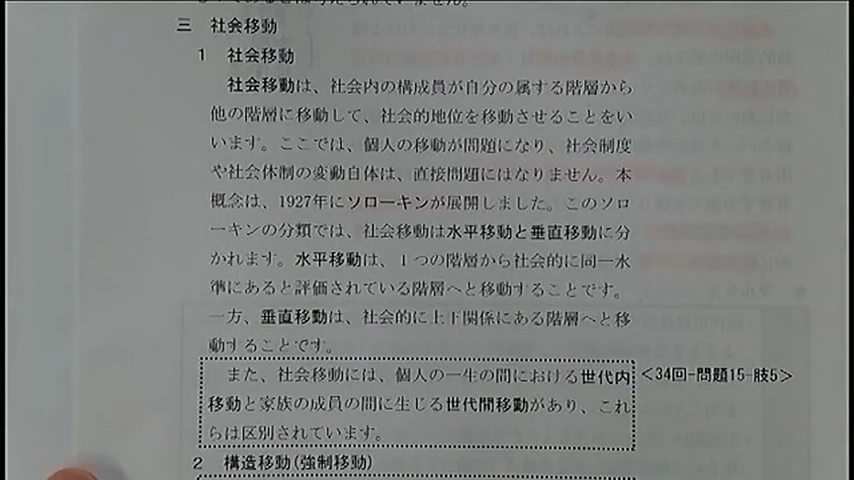 三 社会移動
1 社会移動
社会移動は、社会内の構成員が自分の属する階層から
他の階層に移動して、社会的地位を移動させることをい
います。ここでは、個人の移動が問題になり、社会制度
や社会体制の変動自体は、直接問題にはなりません。本
概念は、1927年にソローキンが展開しました。このソロ
ーキンの分類では、社会移動は水平移動と垂直移動に分
かれます。水平移動は、1つの階層から社会的に同一水
準にあると評価されている階層へと移動することです。
一方、垂直移動は、社会的に上下関係にある階層へと移
動することです。
また、社会移動には、個人の一生の間における世代内
移動と家族の成員の間に生じる世代間移動があり、これ
らは区別されています。
<34回-問題15-肢5>
2 構造移動(強制移動)